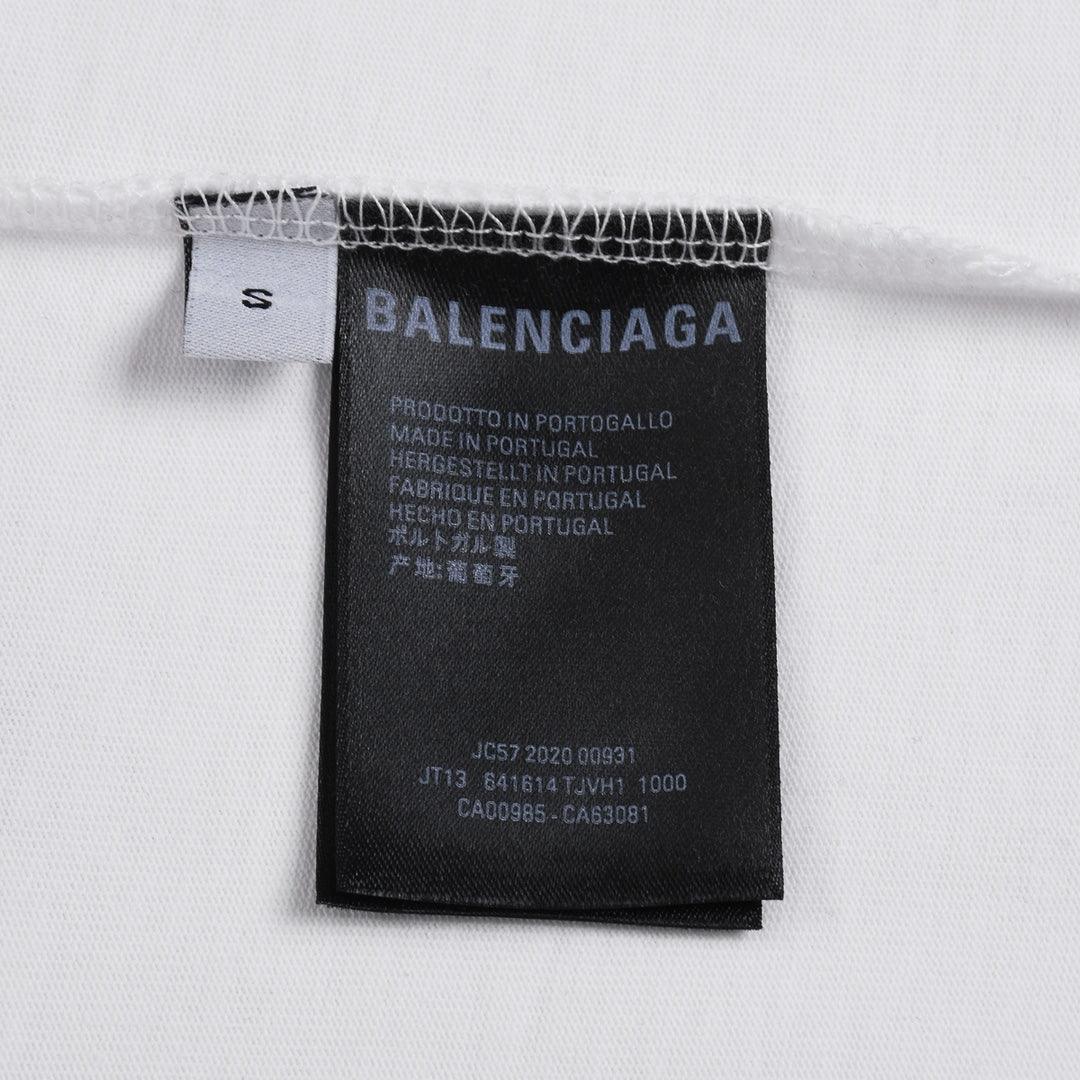 S
BALENCIAGA
PRODOTTO IN PORTOGALLO
MADE IN PORTUGAL
HERGESTELLT IN PORTUGAL
FABRIQUE EN PORTUGAL
HECHO EN PORTUGAL
ポルトガル製
产地:葡萄牙
JC57 2020 00931
JT13 641614 TJVH1 1000
CA00985 - CA63081